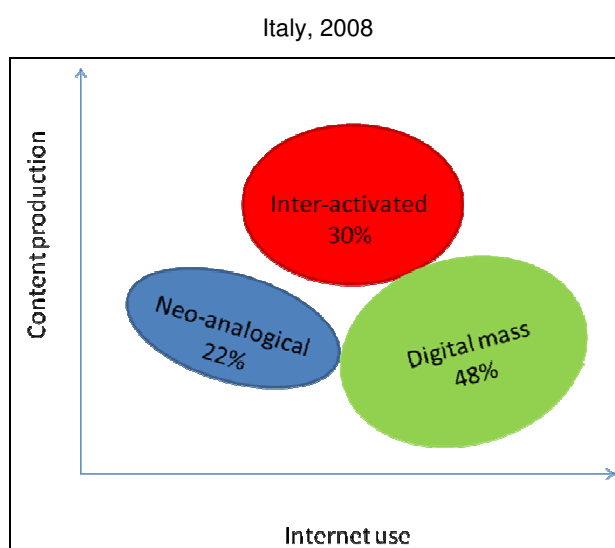 Italy, 2008
Content production
Inter-activated
30%
Neo-analogical
22%
Digital mass
48%
Internet use